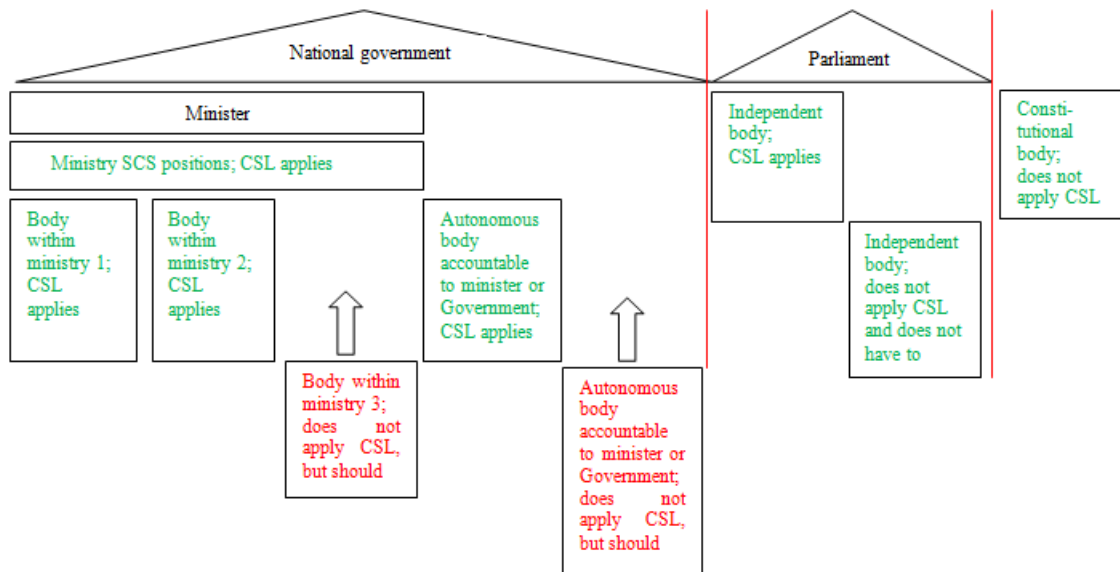 National government
Parliament
Minister
Ministry SCS positions; CSL applies
Body
within
ministry 1;
CSL
applies
Body
within
ministry 2;
CSL
applies
Body within
ministry 3;
does not
apply CSL,
but should
Autonomous
body
accountable
to minister or
Government;
CSL applies
Autonomous
body
accountable
to minister or
Government;
does not
apply CSL,
but should
Independent
body;
CSL applies
Independent
body;
does not
apply CSL
and does not
have to
Consti-
tutional
body;
does not
apply CSL